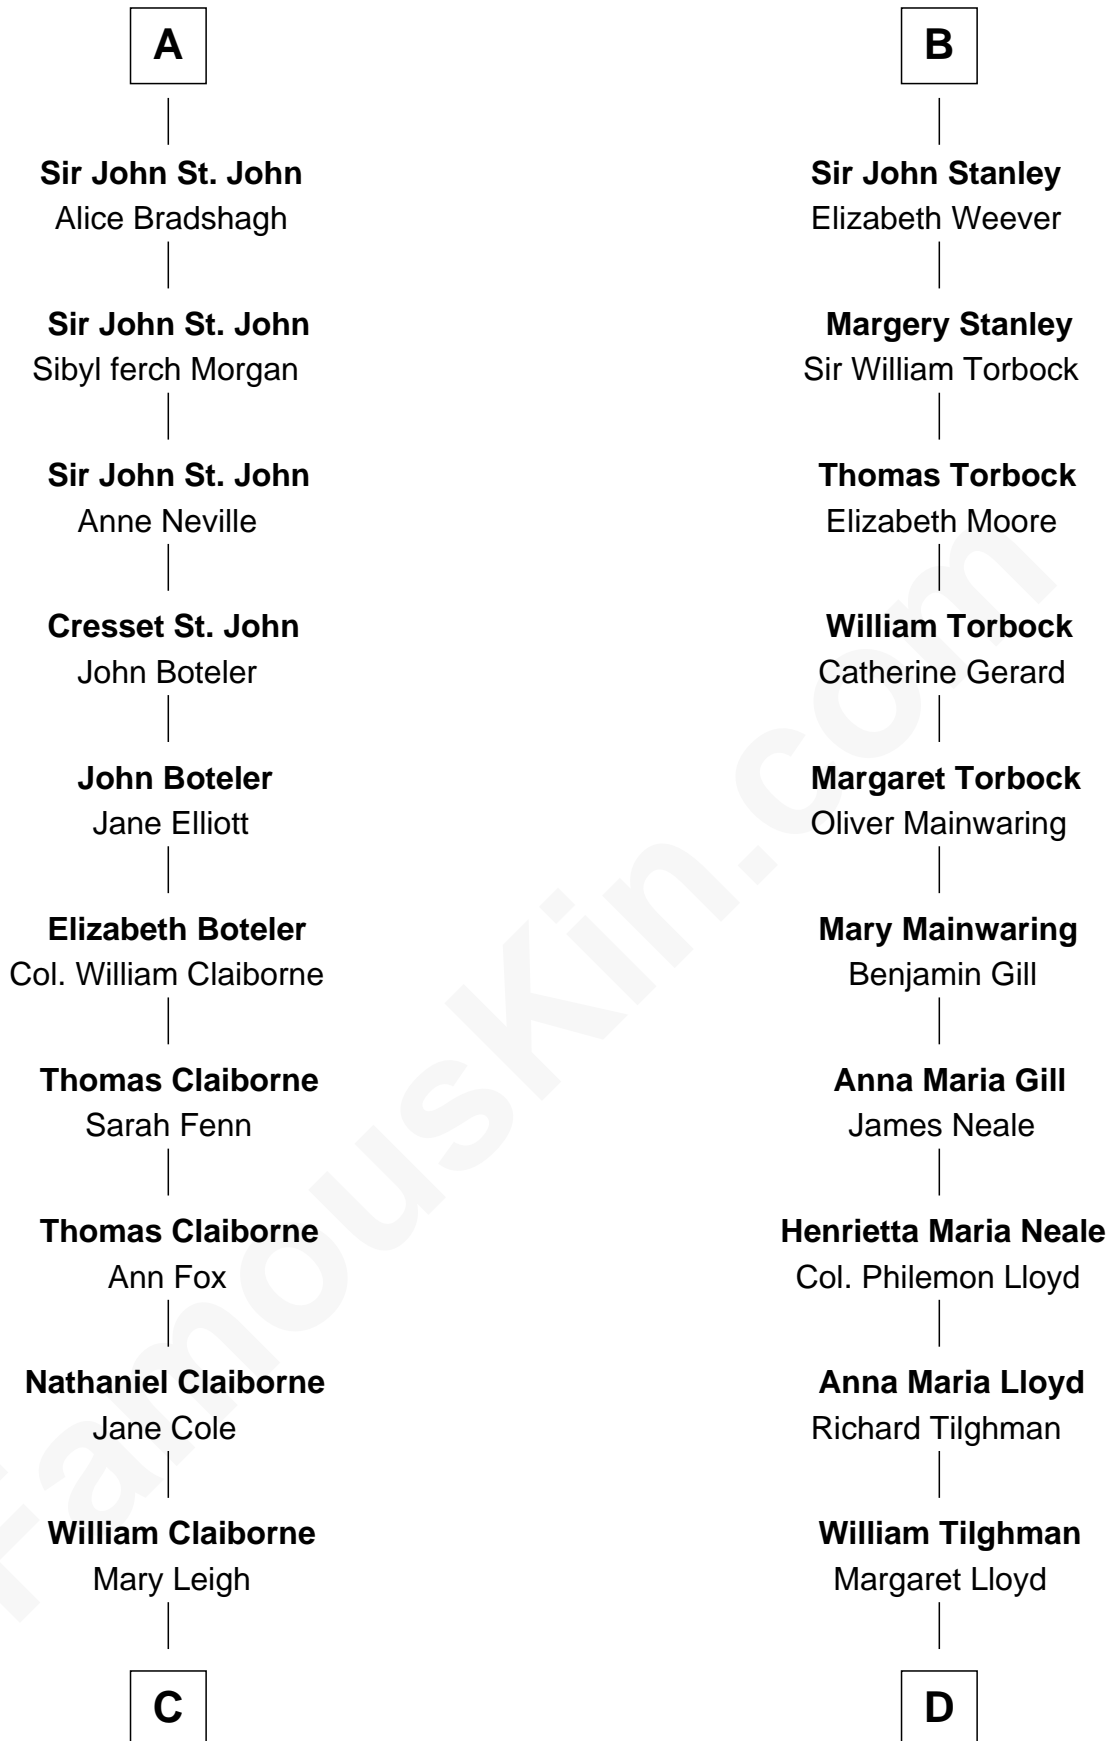 A
Sir John St. John
Alice Bradshagh
Sir John St. John
Sibyl ferch Morgan
Sir John St. John
Anne Neville
Cresset St. John
John Boteler
John Boteler
Jane Elliott
Elizabeth Boteler
Col. William Claiborne
Thomas Claiborne
Sarah Fenn
Thomas Claiborne
Ann Fox
Nathaniel Claiborne
Jane Cole
William Claiborne
Mary Leigh
C
B
Sir John Stanley
Elizabeth Weever
Margery Stanley
Sir William Torbock
Thomas Torbock
Elizabeth Moore
William Torbock
Catherine Gerard
Margaret Torbock
Oliver Mainwaring
Mary Mainwaring
Benjamin Gill
Anna Maria Gill
James Neale
Henrietta Maria Neale
Col. Philemon Lloyd
Anna Maria Lloyd
Richard Tilghman
William Tilghman
Margaret Lloyd
D
FamousKin.com